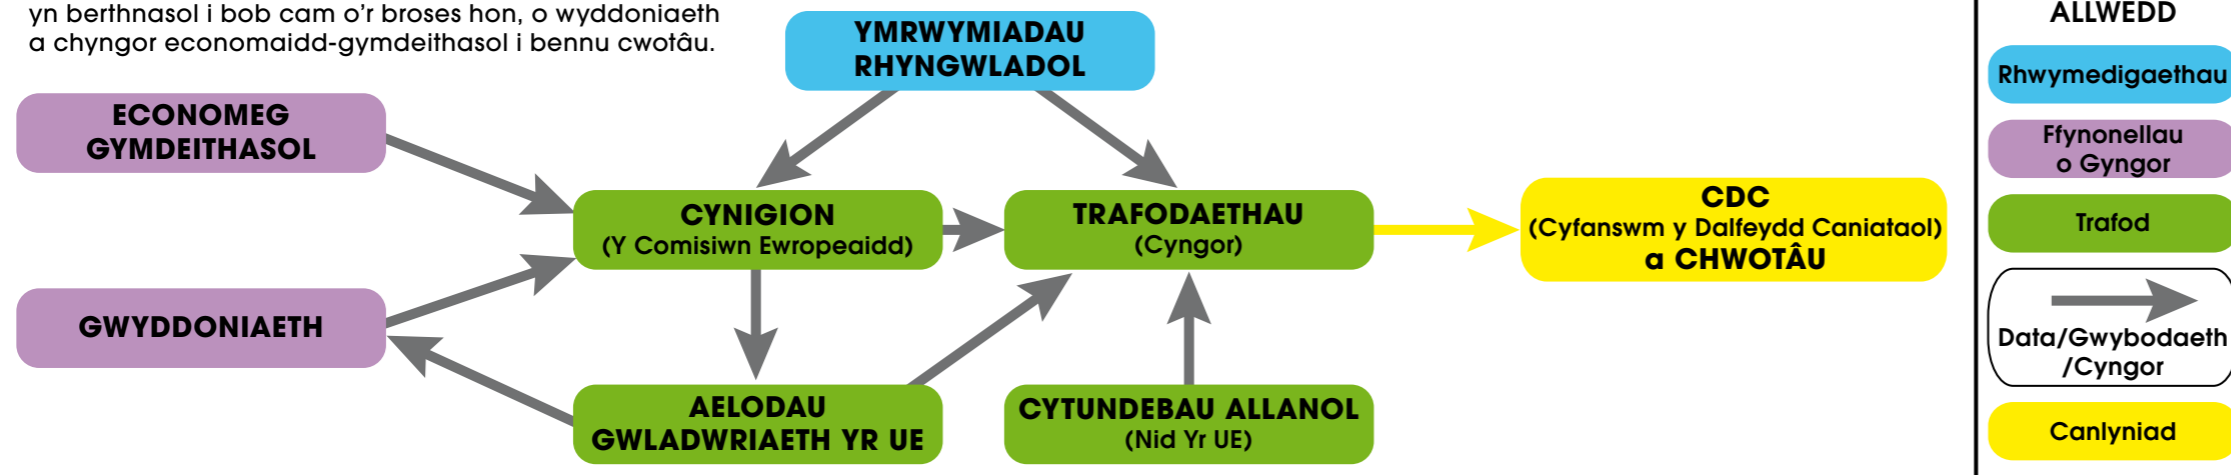 yn berthnasol i bob cam o'r broses hon, o wyddoniaeth
a chyngor economaidd-gymdeithasol i bennu cwotâu.
YMRWYMIADAU
RHYNGWLADOL
ECONOMEG
GYMDEITHASOL
CYNIGION
(Y Comisiwn Ewropeaidd)
TRAFODAETHAU
(Cyngor)
CDC
(Cyfanswm y Dalfeydd Caniataol)
a CHWOTÂU
GWYDDONIAETH
AELODAU
GWLADWRIAETH YR UE
CYTUNDEBAU ALLANOL
(Nid Yr UE)
ALLWEDD
Rhwymedigaethau
Ffynonellau
o Gyngor
Trafod
Data/Gwybodaeth
/Cyngor
Canlyniad